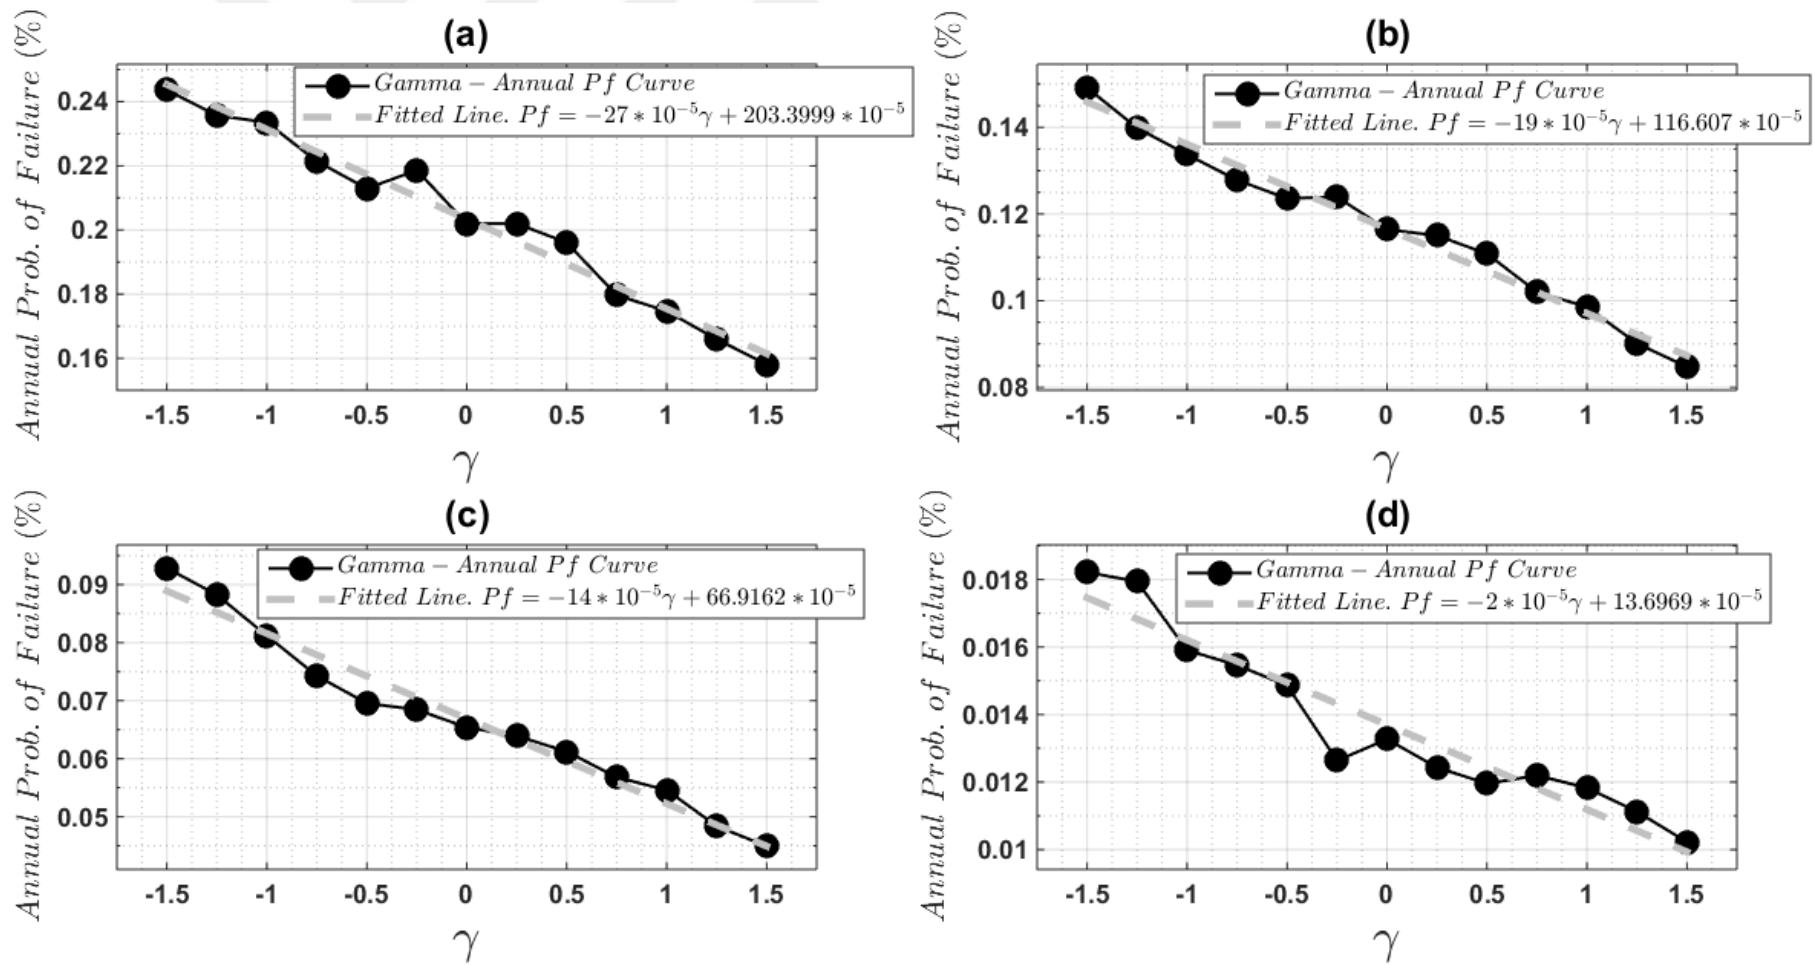 (a)
Annual Prob. of Failure (%)
Gamma − Annual Pf Curve
Fitted Line. Pf = −27 * 10^{−5}γ + 203.3999 * 10^{−5}
0.24
0.22
0.2
0.18
0.16
-1.5 -1 -0.5 0 0.5 1 1.5
γ
(b)
Annual Prob. of Failure (%)
Gamma − Annual Pf Curve
Fitted Line. Pf = −19 * 10^{−5}γ + 116.607 * 10^{−5}
0.14
0.12
0.1
0.08
-1.5 -1 -0.5 0 0.5 1 1.5
γ
(c)
Annual Prob. of Failure (%)
Gamma − Annual Pf Curve
Fitted Line. Pf = −14 * 10^{−5}γ + 66.9162 * 10^{−5}
0.09
0.08
0.07
0.06
0.05
-1.5 -1 -0.5 0 0.5 1 1.5
γ
(d)
Annual Prob. of Failure (%)
Gamma − Annual Pf Curve
Fitted Line. Pf = −2 * 10^{−5}γ + 13.6969 * 10^{−5}
0.018
0.016
0.014
0.012
0.01
-1.5 -1 -0.5 0 0.5 1 1.5
γ